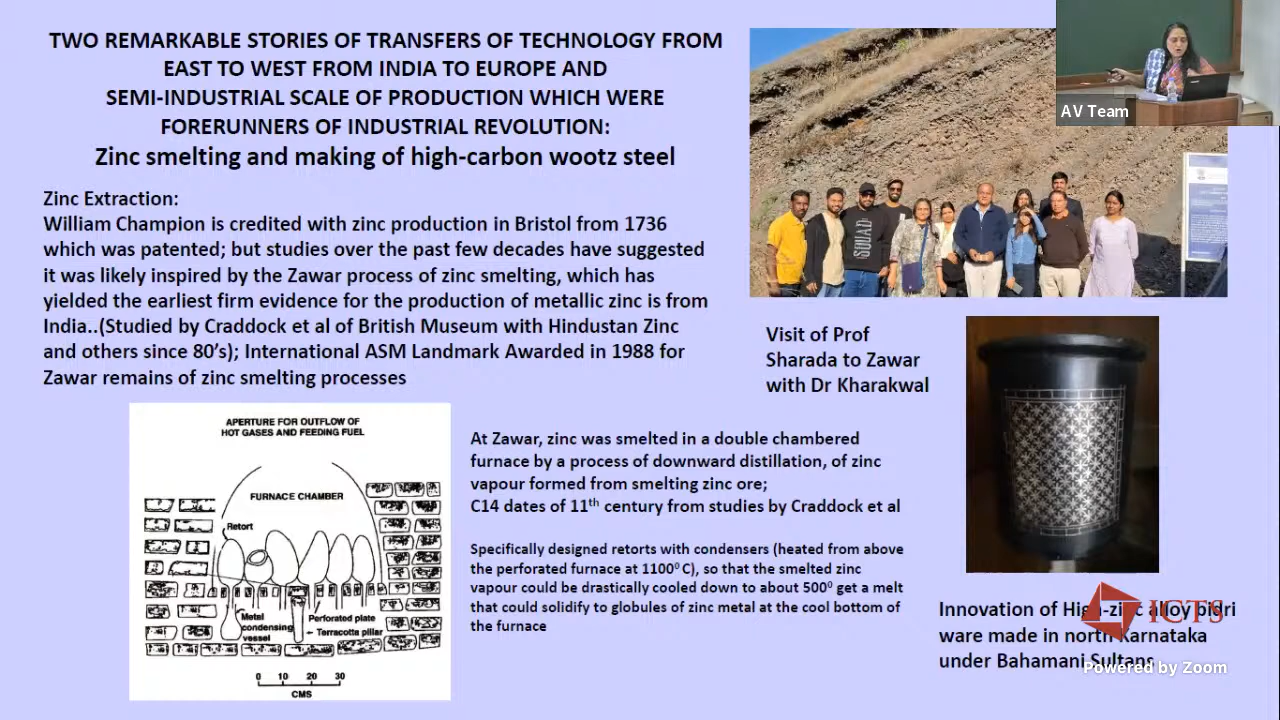 TWO REMARKABLE STORIES OF TRANSFERS OF TECHNOLOGY FROM
EAST TO WEST FROM INDIA TO EUROPE AND
SEMI-INDUSTRIAL SCALE OF PRODUCTION WHICH WERE
FORERUNNERS OF INDUSTRIAL REVOLUTION:
Zinc smelting and making of high-carbon wootz steel
Zinc Extraction:
William Champion is credited with zinc production in Bristol from 1736
which was patented; but studies over the past few decades have suggested
it was likely inspired by the Zawar process of zinc smelting, which has
yielded the earliest firm evidence for the production of metallic zinc is from
India..(Studied by Craddock et al of British Museum with Hindustan Zinc
and others since 80's); International ASM Landmark Awarded in 1988 for
Zawar remains of zinc smelting processes
AV Team
SQUAD
Visit of Prof
Sharada to Zawar
with Dr Kharakwal
APERTURE FOR OUTFLOW OF
HOT GASES AND FEEDING FUEL
FURNACE CHAMBER
Retort
Metal
condensing
vessel
Perforated plate
Terracotta pillar
0 10 20 30
CMS
At Zawar, zinc was smelted in a double chambered
furnace by a process of downward distillation, of zinc
vapour formed from smelting zinc ore;
C14 dates of 11th century from studies by Craddock et al
Specifically designed retorts with condensers (heated from above
the perforated furnace at 1100⁰ C), so that the smelted zinc
vapour could be drastically cooled down to about 500⁰ get a melt
that could solidify to globules of zinc metal at the cool bottom of
the furnace
Innovation of High-zinc alloy bidri
ware made in north Karnataka
under Bahamani Sultans
ICTS
Powered by Zoom